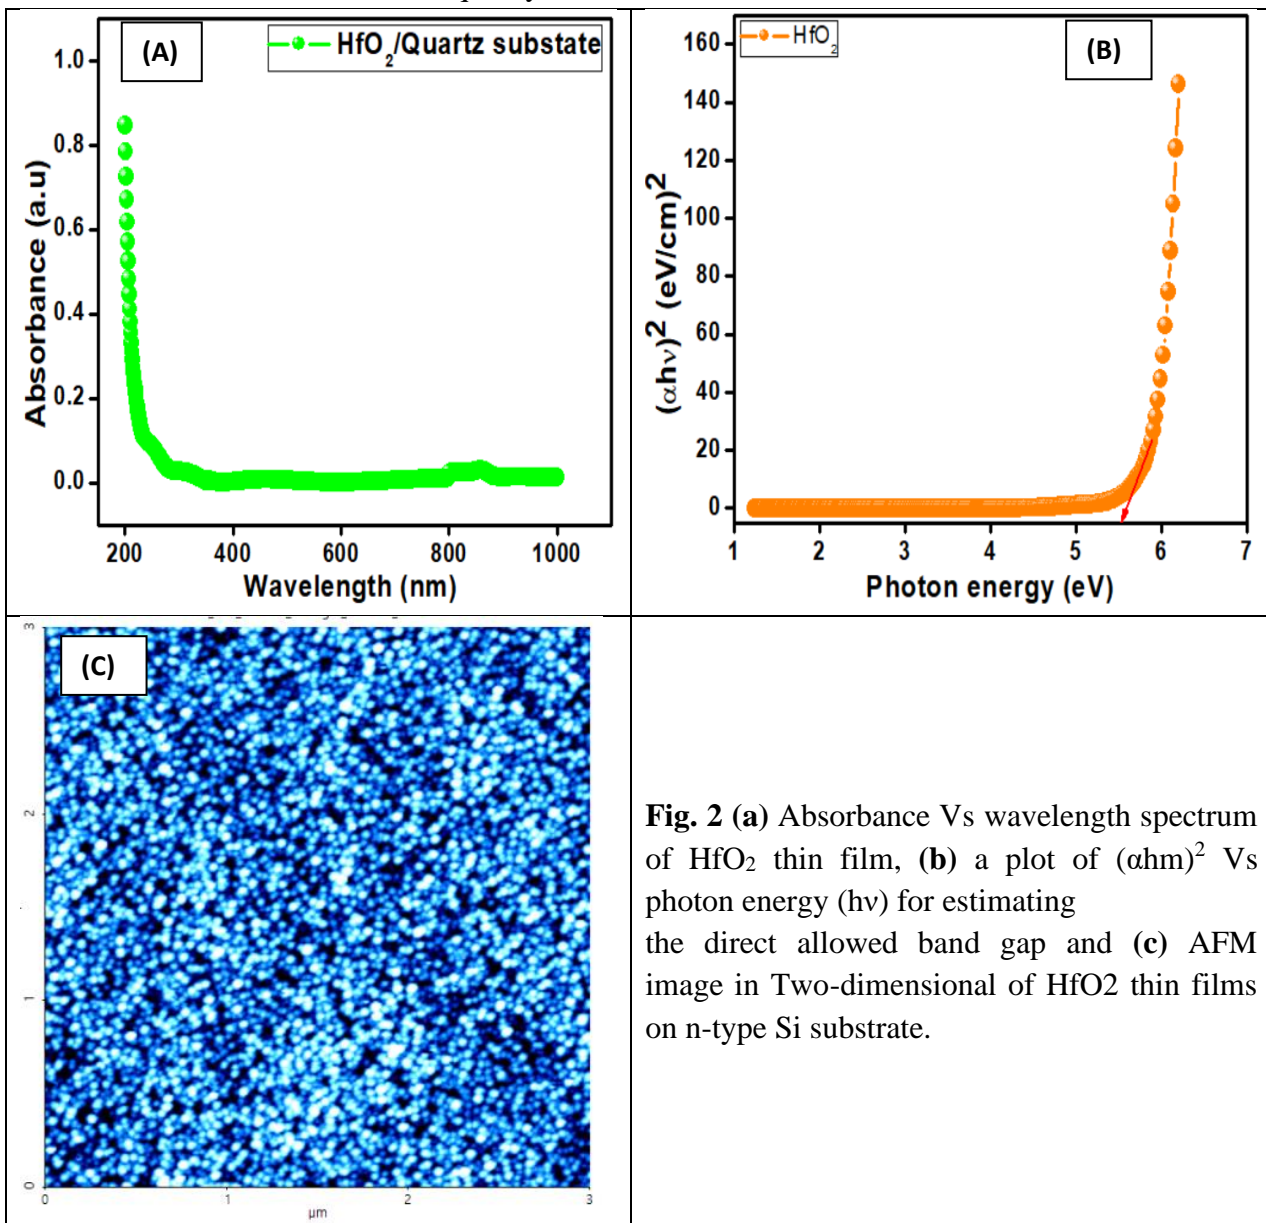 (A)
HfO₂/Quartz substate
1.0
0.8
0.6
0.4
0.2
0.0
Absorbance (a.u)
200 400 600 800 1000
Wavelength (nm)
(B)
HfO₂
160
140
120
100
80
60
40
20
0
(αhν)² (eV/cm)²
1 2 3 4 5 6 7
Photon energy (eV)
(C)
3
2
1
0
0 1 2 3
µm
Fig. 2 (a) Absorbance Vs wavelength spectrum
of HfO₂ thin film, (b) a plot of (αhm)² Vs
photon energy (hν) for estimating
the direct allowed band gap and (c) AFM
image in Two-dimensional of HfO2 thin films
on n-type Si substrate.